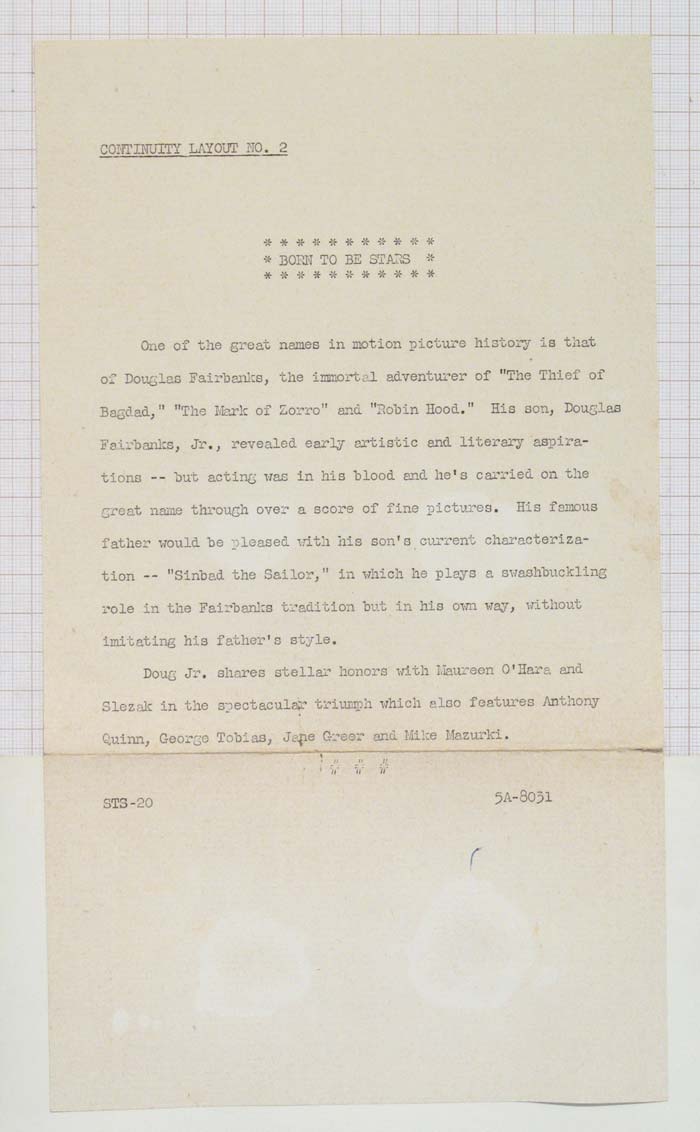 CONTINUITY LAYOUT NO. 2
* * * * * * * * * * *
* BORN TO BE STARS *
* * * * * * * * * * *
One of the great names in motion picture history is that
of Douglas Fairbanks, the immortal adventurer of "The Thief of
Bagdad," "The Mark of Zorro" and "Robin Hood." His son, Douglas
Fairbanks, Jr., revealed early artistic and literary aspira-
tions -- but acting was in his blood and he's carried on the
great name through over a score of fine pictures. His famous
father would be pleased with his son's current characteriza-
tion -- "Sinbad the Sailor," in which he plays a swashbuckling
role in the Fairbanks tradition but in his own way, without
imitating his father's style.
Doug Jr. shares stellar honors with Maureen O'Hara and
Slezak in the spectacular triumph which also features Anthony
Quinn, George Tobias, Jane Greer and Mike Mazurki.
# # #
STS-20 5A-8031